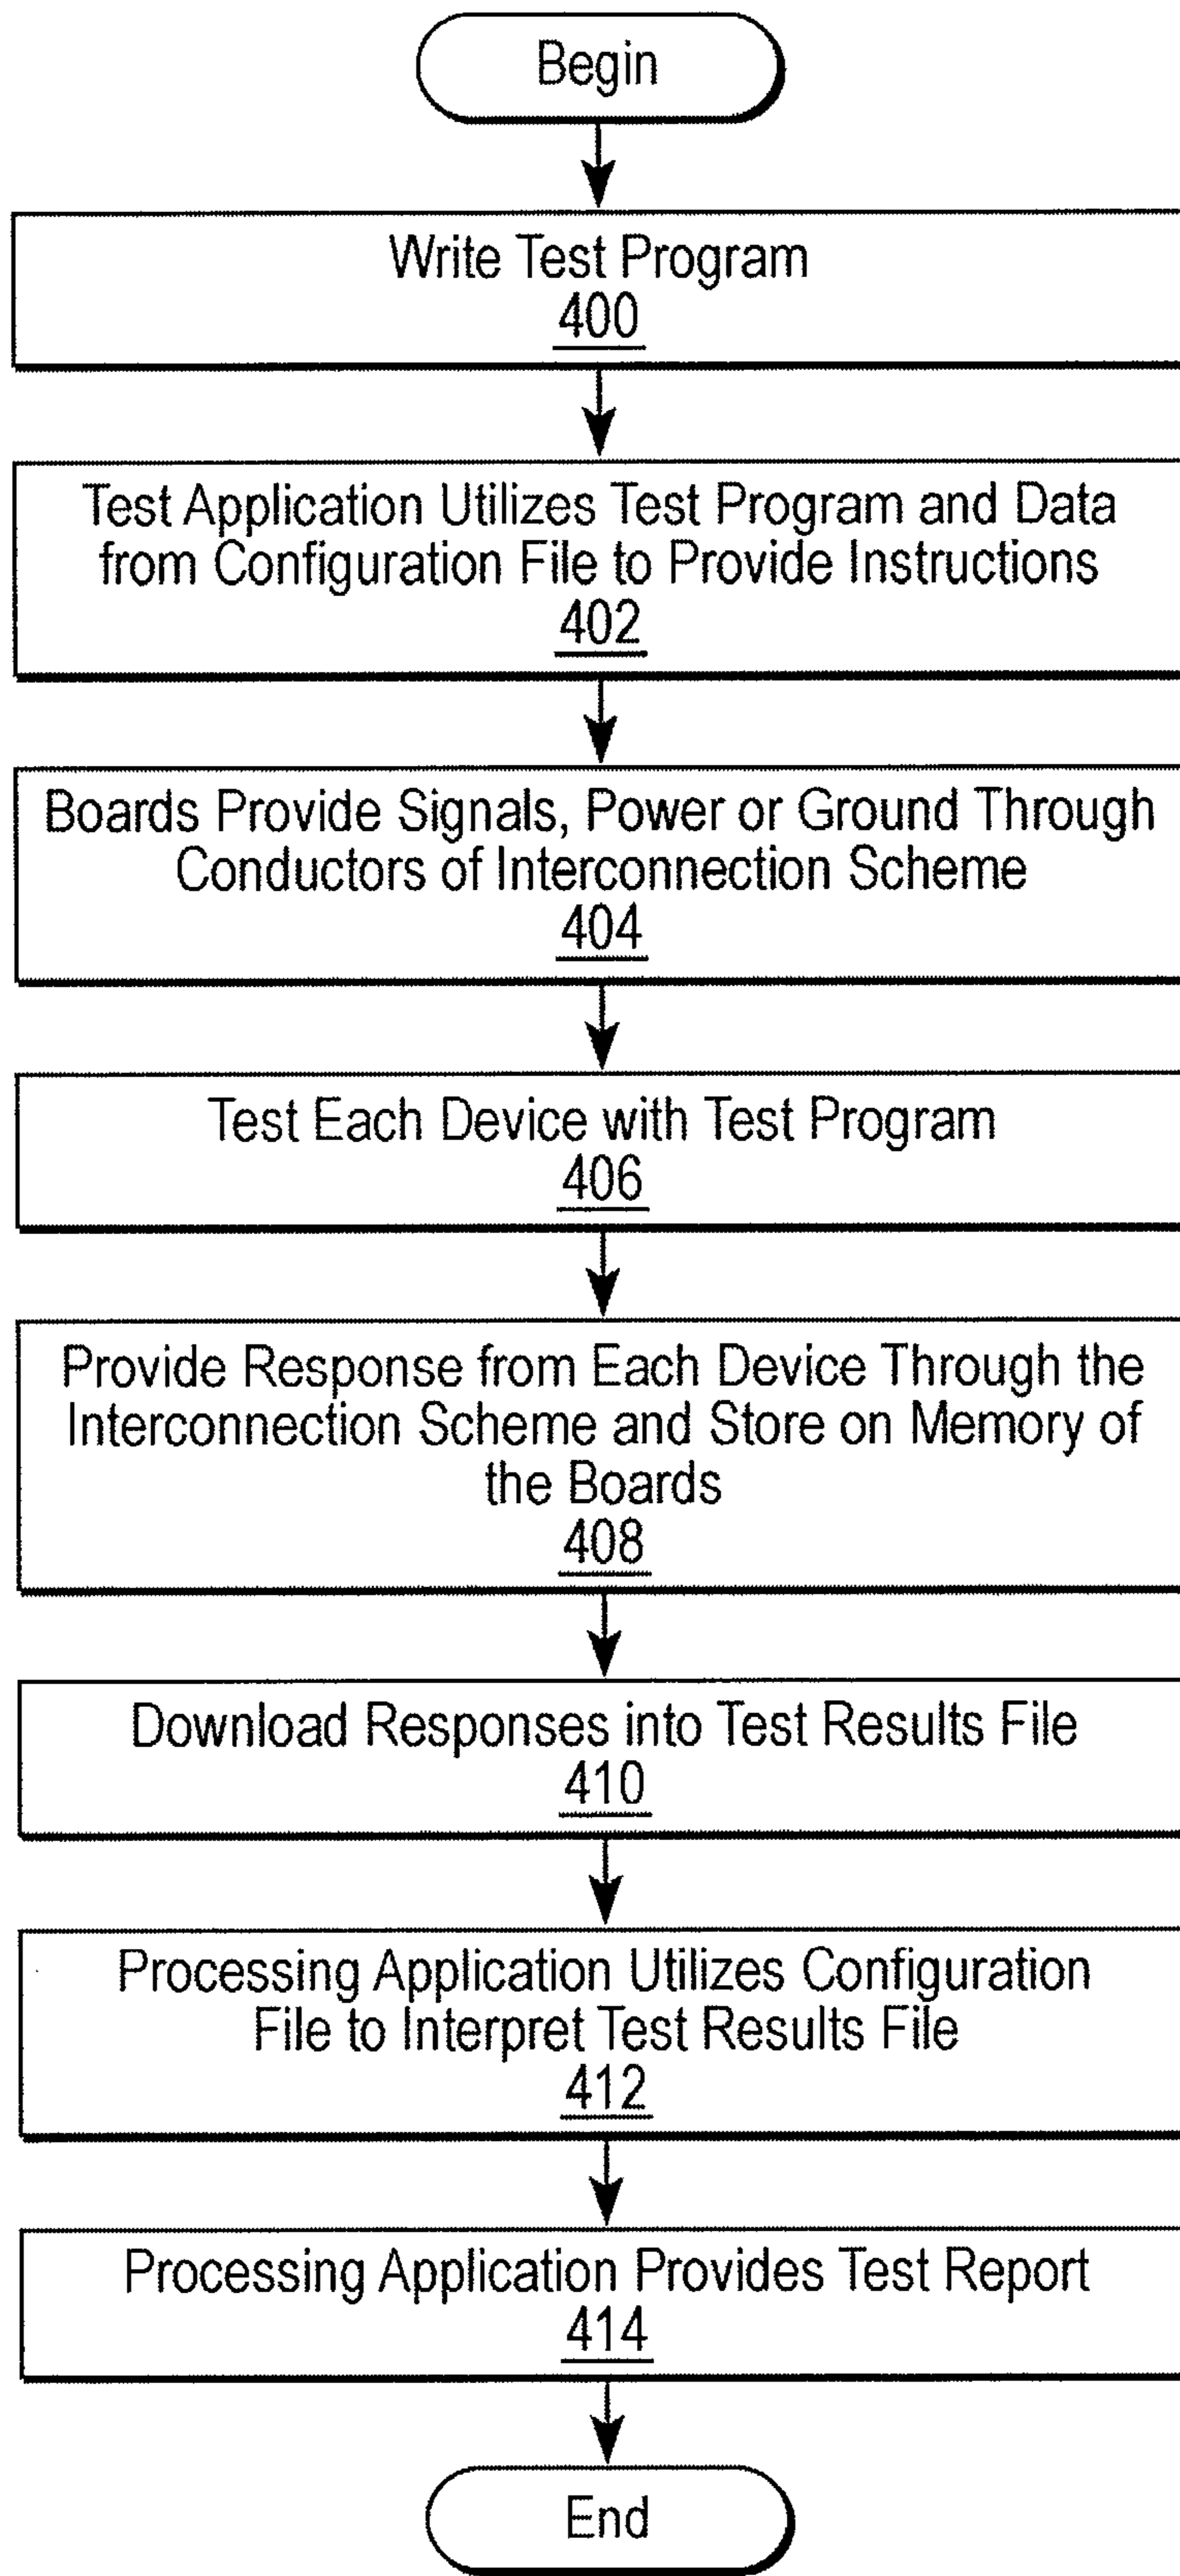 Begin
Write Test Program
400
Test Application Utilizes Test Program and Data
from Configuration File to Provide Instructions
402
Boards Provide Signals, Power or Ground Through
Conductors of Interconnection Scheme
404
Test Each Device with Test Program
406
Provide Response from Each Device Through the
Interconnection Scheme and Store on Memory of
the Boards
408
Download Responses into Test Results File
410
Processing Application Utilizes Configuration
File to Interpret Test Results File
412
Processing Application Provides Test Report
414
End